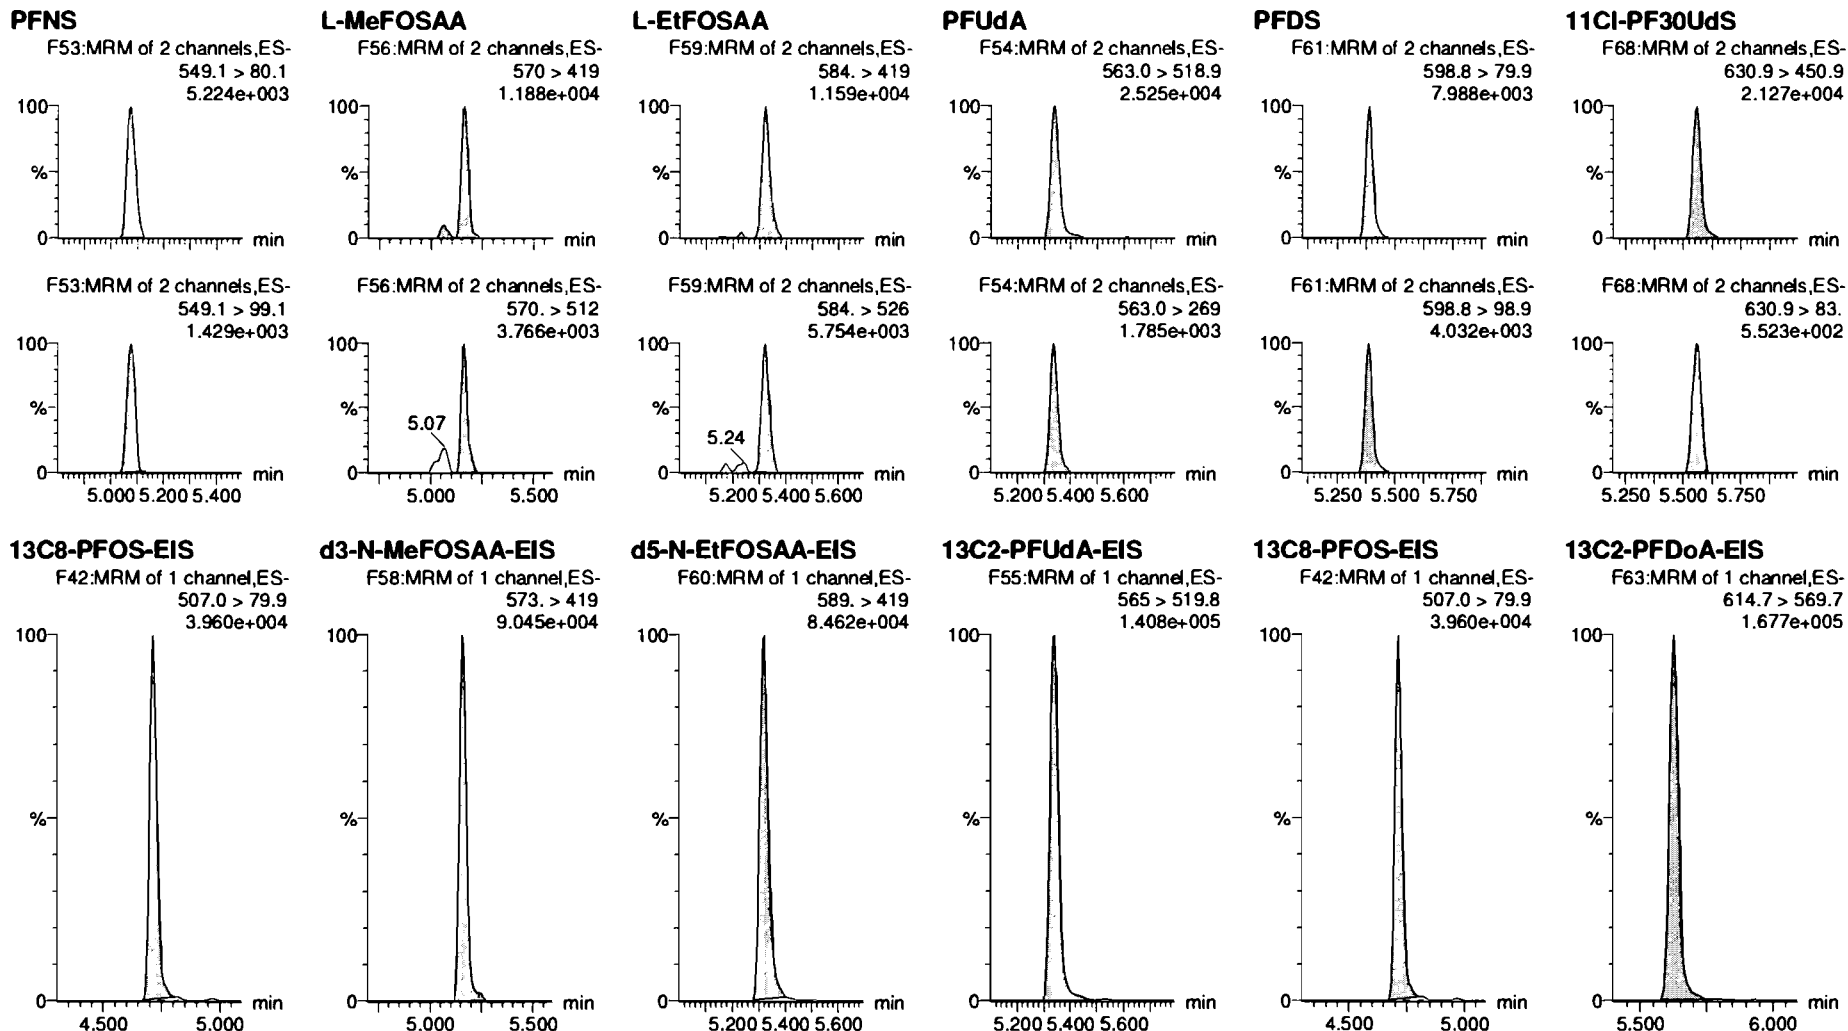 PFNS
F53:MRM of 2 channels,ES-
549.1 > 80.1
5.224e+003
100
%
0
min
F53:MRM of 2 channels,ES-
549.1 > 99.1
1.429e+003
100
%
0
min
5.000 5.200 5.400
L-MeFOSAA
F56:MRM of 2 channels,ES-
570 > 419
1.188e+004
100
%
0
min
F56:MRM of 2 channels,ES-
570. > 512
3.766e+003
100
%
5.07
0
min
5.000 5.500
L-EtFOSAA
F59:MRM of 2 channels,ES-
584. > 419
1.159e+004
100
%
0
min
F59:MRM of 2 channels,ES-
584. > 526
5.754e+003
100
%
5.24
0
min
5.200 5.400 5.600
PFUdA
F54:MRM of 2 channels,ES-
563.0 > 518.9
2.525e+004
100
%
0
min
F54:MRM of 2 channels,ES-
563.0 > 269
1.785e+003
100
%
0
min
5.200 5.400 5.600
PFDS
F61:MRM of 2 channels,ES-
598.8 > 79.9
7.988e+003
100
%
0
min
F61:MRM of 2 channels,ES-
598.8 > 98.9
4.032e+003
100
%
0
min
5.250 5.500 5.750
11Cl-PF30UdS
F68:MRM of 2 channels,ES-
630.9 > 450.9
2.127e+004
100
%
0
min
F68:MRM of 2 channels,ES-
630.9 > 83.
5.523e+002
100
%
0
min
5.250 5.500 5.750
13C8-PFOS-EIS
F42:MRM of 1 channel,ES-
507.0 > 79.9
3.960e+004
100
%
0
min
4.500 5.000
d3-N-MeFOSAA-EIS
F58:MRM of 1 channel,ES-
573. > 419
9.045e+004
100
%
0
min
5.000 5.500
d5-N-EtFOSAA-EIS
F60:MRM of 1 channel,ES-
589. > 419
8.462e+004
100
%
0
min
5.200 5.400 5.600
13C2-PFUdA-EIS
F55:MRM of 1 channel,ES-
565 > 519.8
1.408e+005
100
%
0
min
5.200 5.400 5.600
13C8-PFOS-EIS
F42:MRM of 1 channel,ES-
507.0 > 79.9
3.960e+004
100
%
0
min
4.500 5.000
13C2-PFDoA-EIS
F63:MRM of 1 channel,ES-
614.7 > 569.7
1.677e+005
100
%
0
min
5.500 6.000